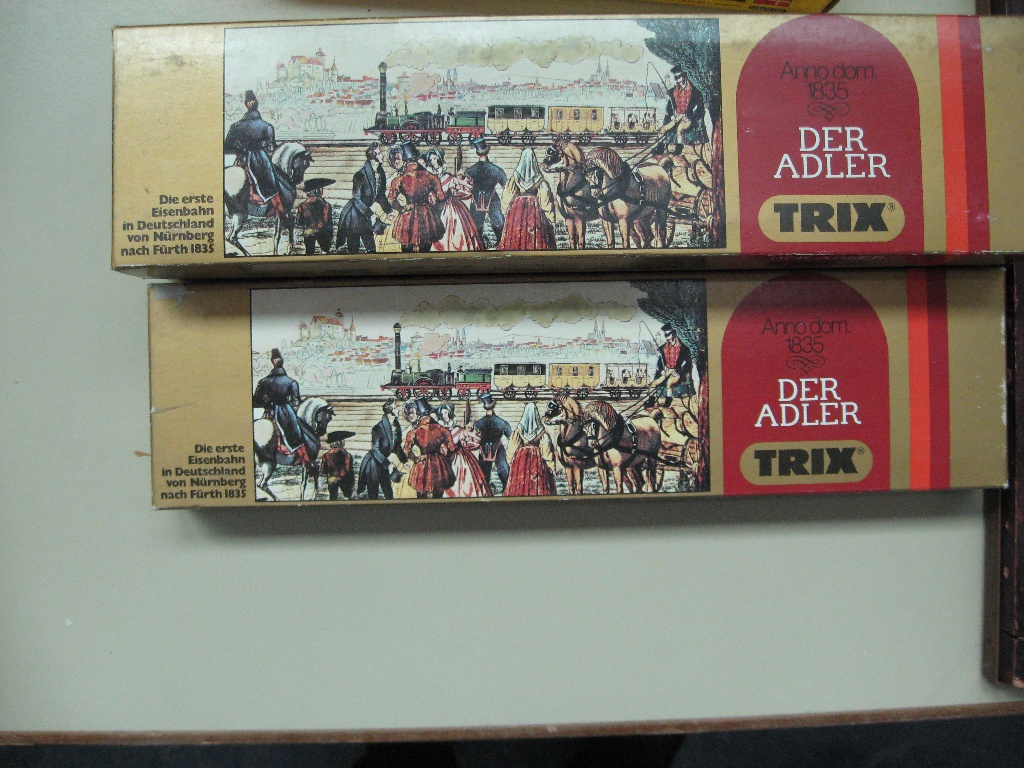 Die erste
Eisenbahn
in Deutschland
von Nürnberg
nach Fürth 1835
Anno dom.
1835
DER
ADLER
TRIX®
Die erste
Eisenbahn
in Deutschland
von Nürnberg
nach Fürth 1835
Anno dom.
1835
DER
ADLER
TRIX®